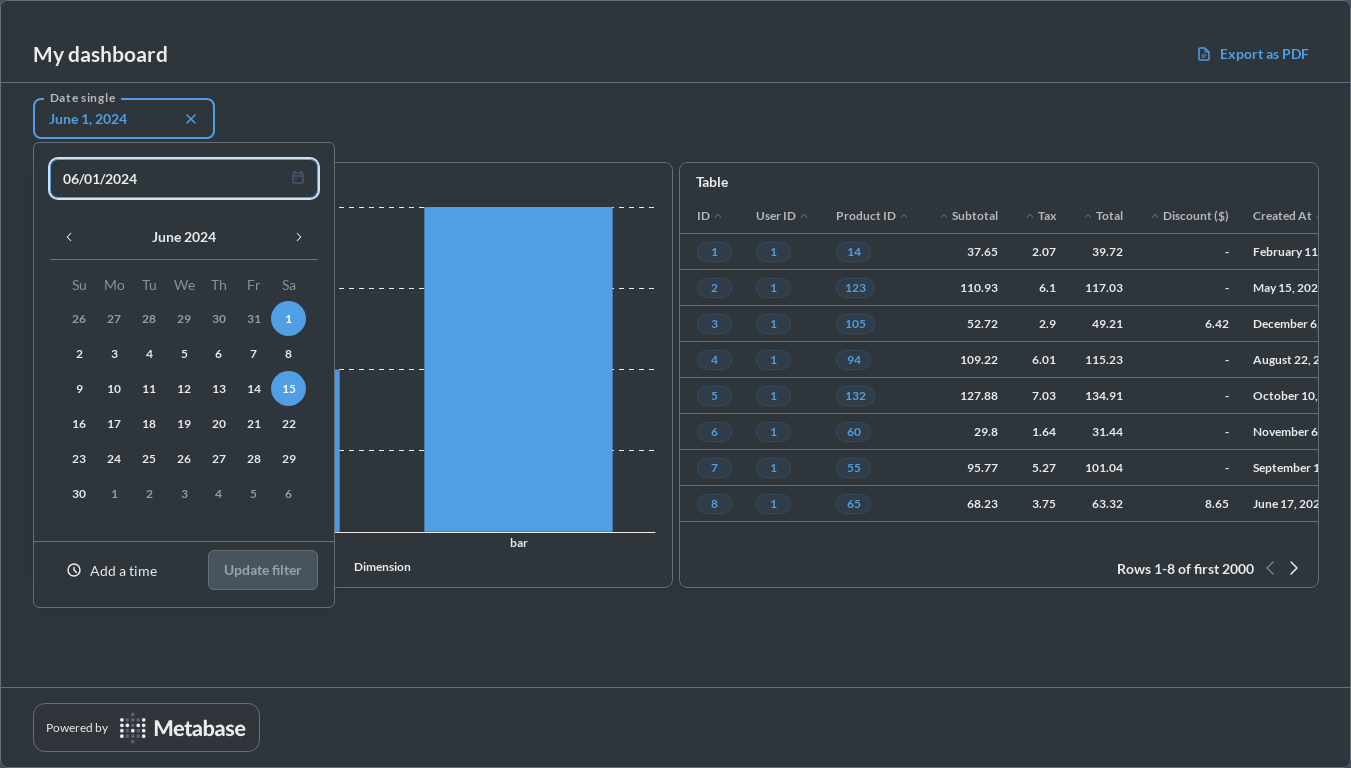 My dashboard
Export as PDF
Date single
June 1, 2024
06/01/2024
June 2024
Su Mo Tu We Th Fr Sa
26 27 28 29 30 31 1
2 3 4 5 6 7 8
9 10 11 12 13 14 15
16 17 18 19 20 21 22
23 24 25 26 27 28 29
30 1 2 3 4 5 6
Add a time
Update filter
bar
Dimension
Table
ID User ID Product ID Subtotal Tax Total Discount ($) Created At
1 1 14 37.65 2.07 39.72 - February 11
2 1 123 110.93 6.1 117.03 - May 15, 202
3 1 105 52.72 2.9 49.21 6.42 December 6,
4 1 94 109.22 6.01 115.23 - August 22, 2
5 1 132 127.88 7.03 134.91 - October 10,
6 1 60 29.8 1.64 31.44 - November 6
7 1 55 95.77 5.27 101.04 - September 1
8 1 65 68.23 3.75 63.32 8.65 June 17, 202
Rows 1-8 of first 2000
Powered by
Metabase